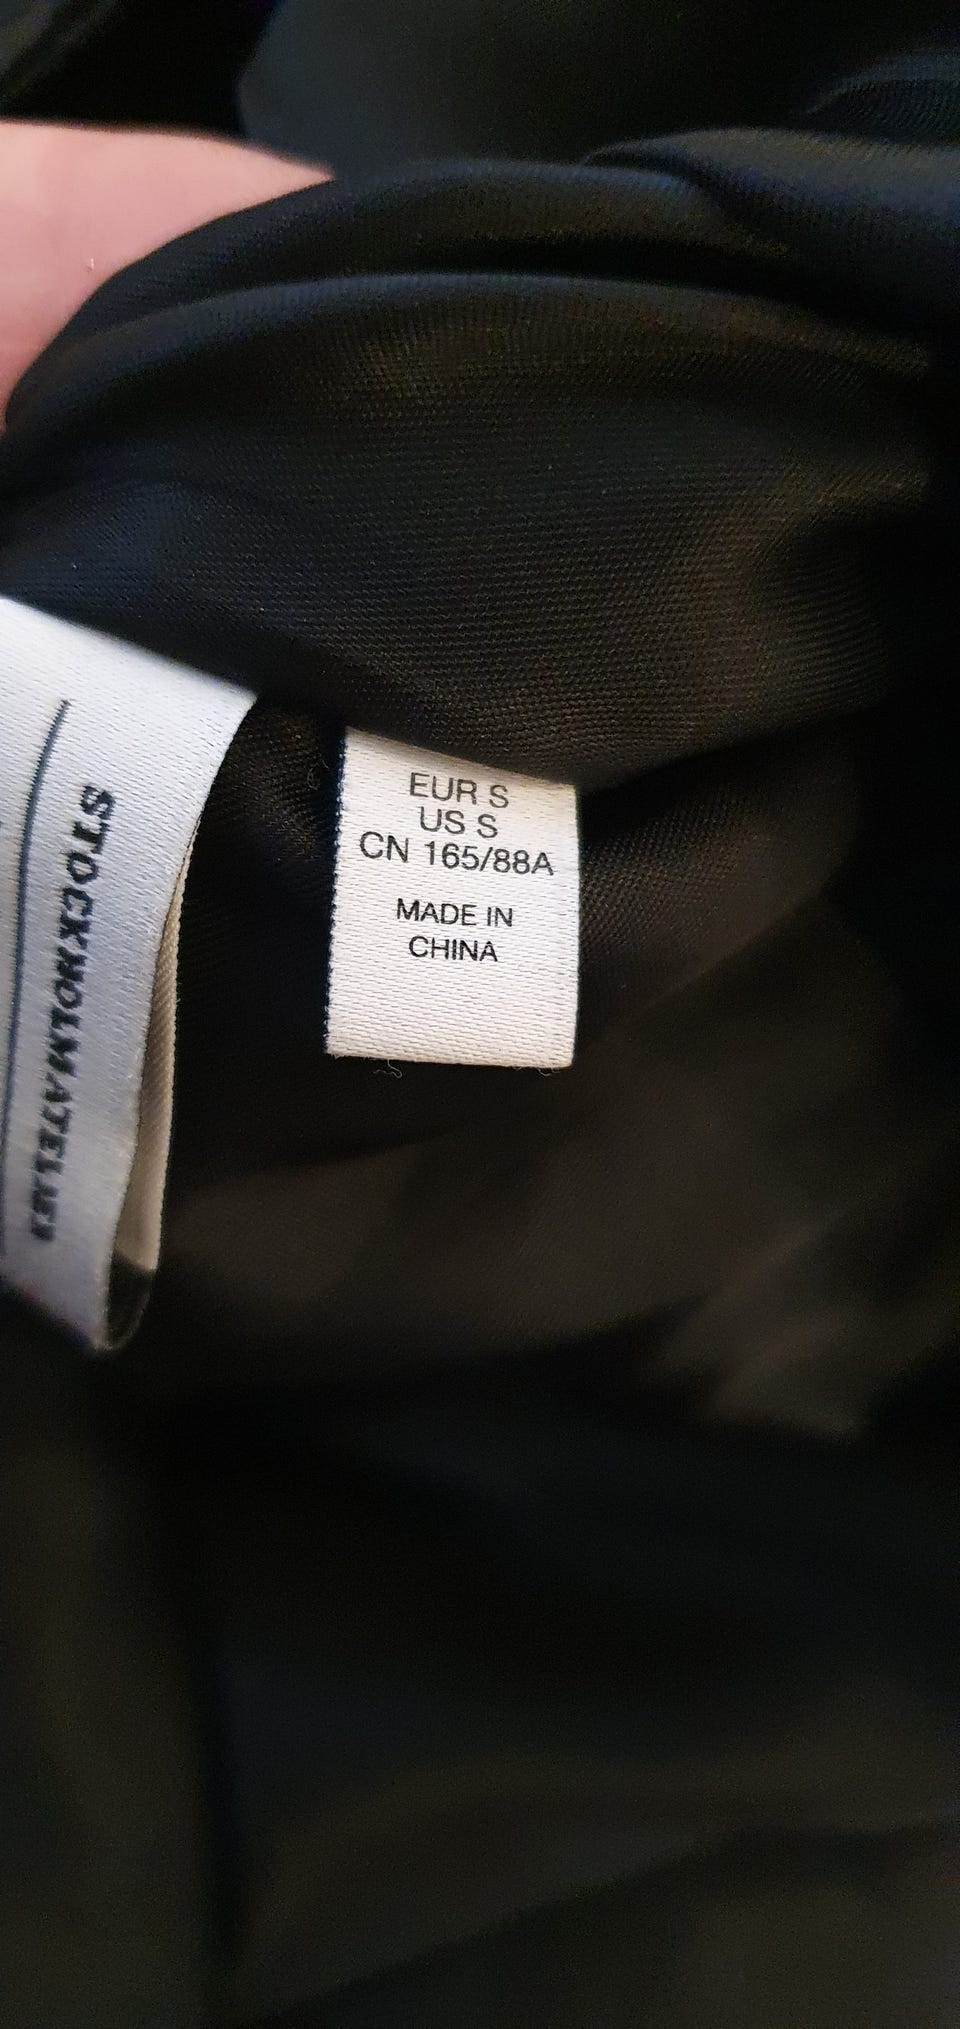 STOCKHOLMATELIER
EUR S
US S
CN 165/88A
MADE IN
CHINA